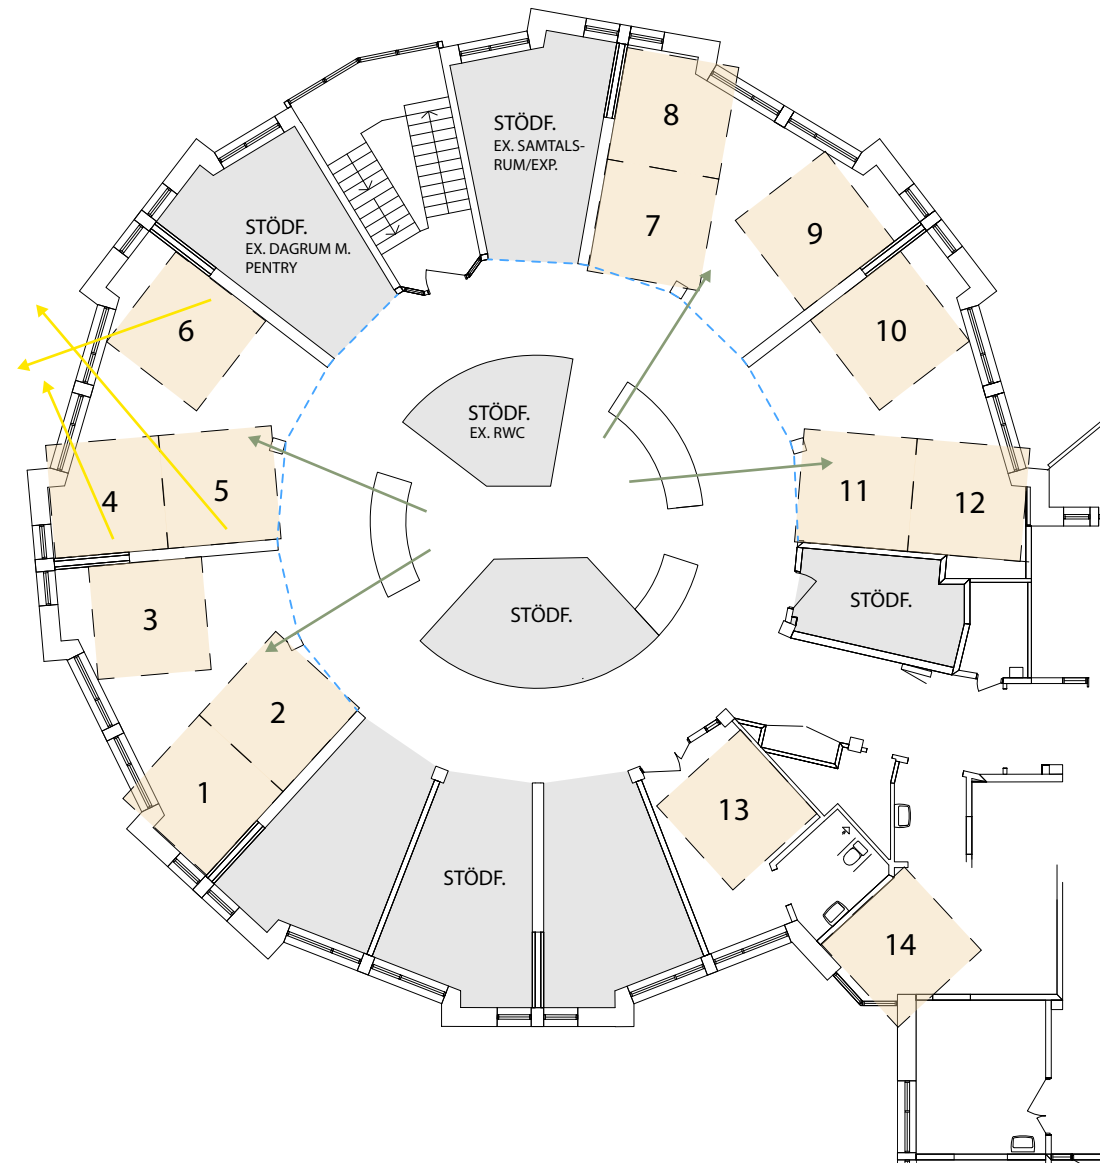 STÖDF.
EX. SAMTALS-
RUM/EXP.
8
7
STÖDF.
EX. DAGRUM M.
PENTRY
9
10
6
STÖDF.
EX. RWC
4
5
11
12
3
STÖDF.
STÖDF.
2
1
13
STÖDF.
14